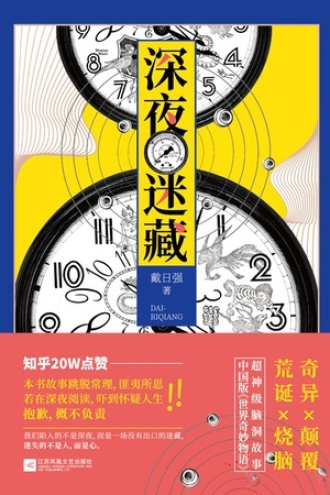 深夜迷藏
戴日强
著
DAI-
RIQIANG
知乎20W点赞
本书故事跳脱常理,匪夷所思
若在深夜阅读,吓到怀疑人生
抱歉,概不负责
!!
我们陷入的不是深夜,而是一场没有出口的迷藏,
迷失的不是人,而是心。
奇异×颠覆
荒诞×烧脑
超神级脑洞故事
中国版《世界奇妙物语》
江苏凤凰文艺出版社